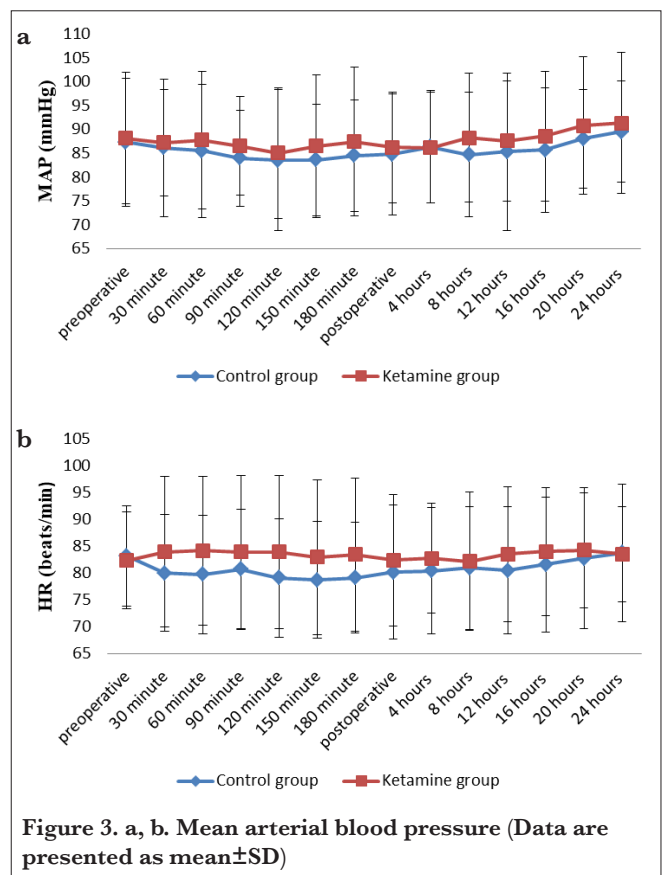 a
110
105
100
95
90
85
80
75
70
65
MAP (mmHg)
preoperative
30 minute
60 minute
90 minute
120 minute
150 minute
180 minute
postoperative
4 hours
8 hours
12 hours
16 hours
20 hours
24 hours
Control group
Ketamine group
b
105
100
95
90
85
80
75
70
65
HR (beats/min)
preoperative
30 minute
60 minute
90 minute
120 minute
150 minute
180 minute
postoperative
4 hours
8 hours
12 hours
16 hours
20 hours
24 hours
Control group
Ketamine group
Figure 3. a, b. Mean arterial blood pressure (Data are
presented as mean±SD)